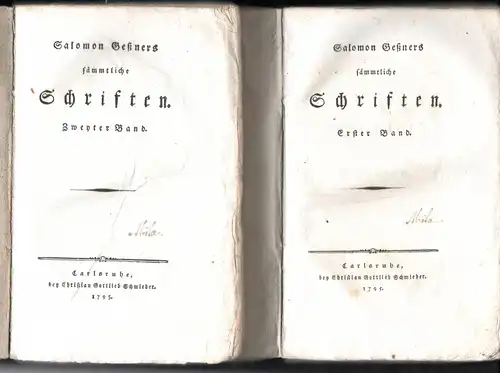 Salomon Geßners
sämmtliche
Schriften.
Zweyter Band.
Carlsruhe,
bey Christian Gottlieb Schmieder.
1795.
Salomon Geßners
sämmtliche
Schriften.
Erster Band.
Carlsruhe,
bey Christian Gottlieb Schmieder.
1795.